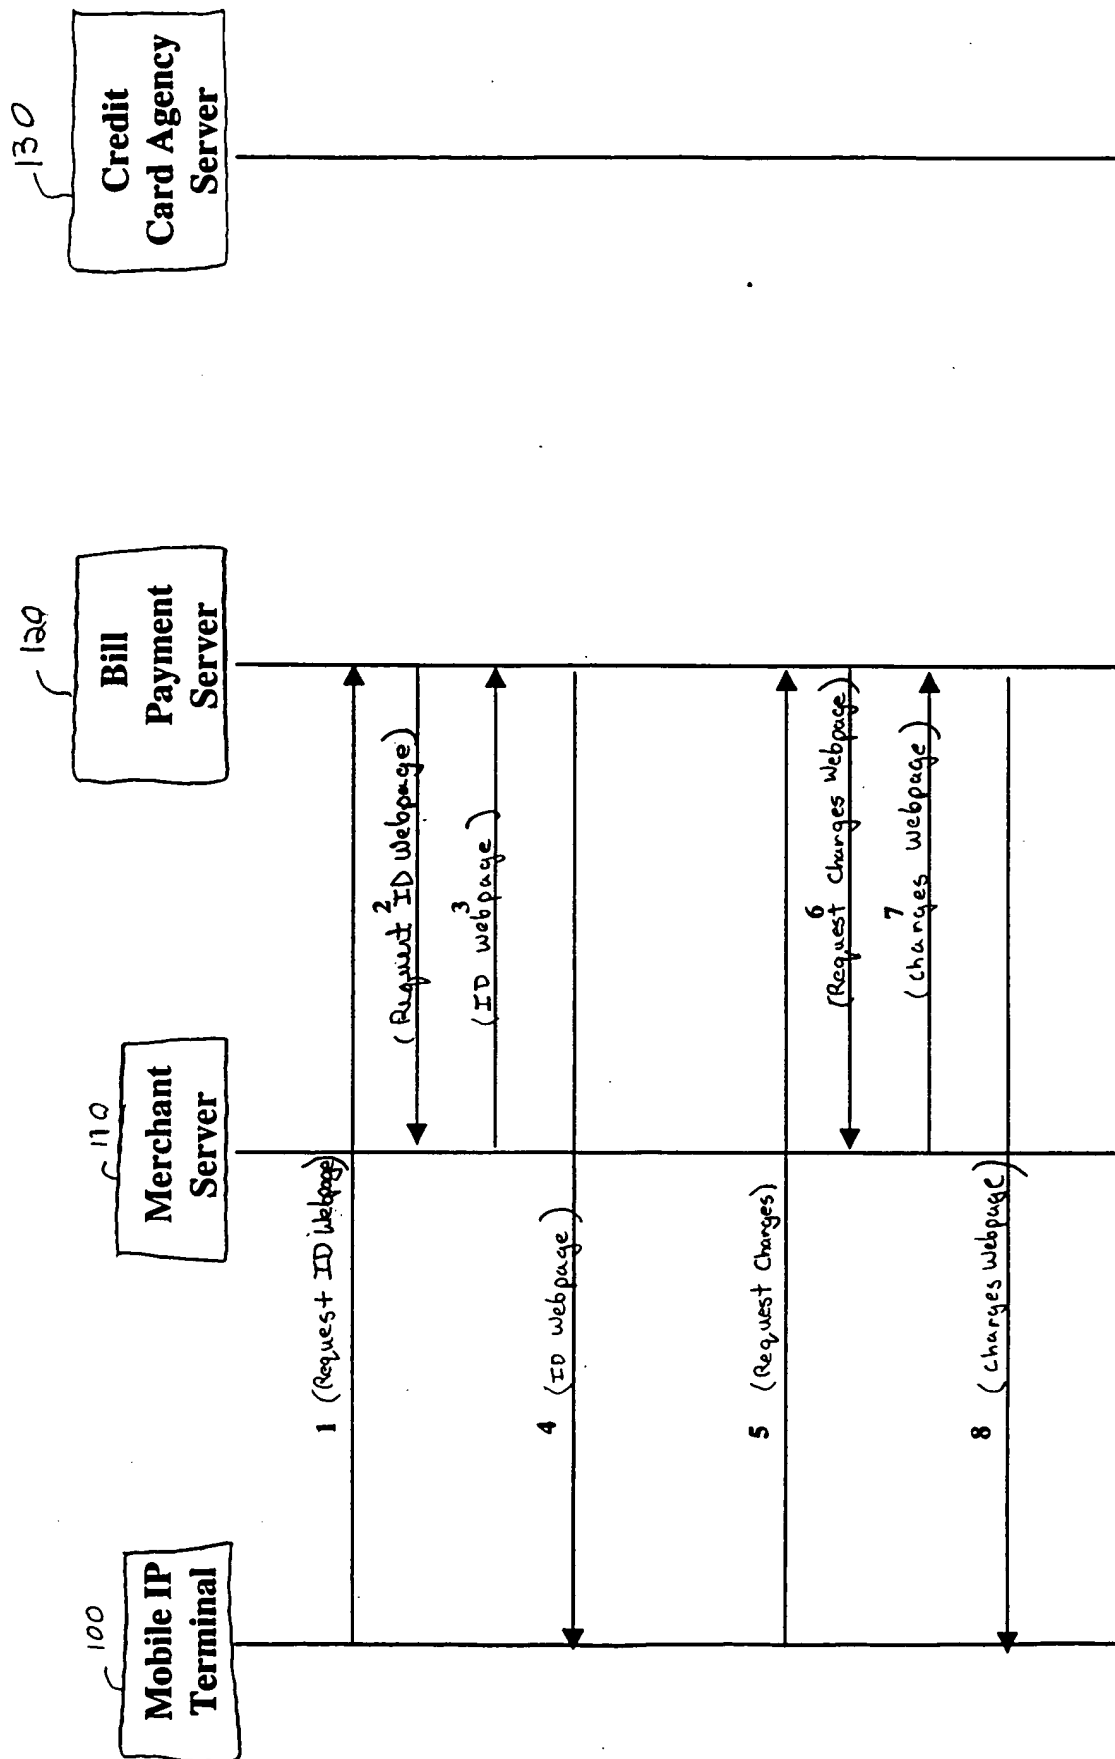 100
Mobile IP
Terminal
110
Merchant
Server
120
Bill
Payment
Server
130
Credit
Card Agency
Server
1 (Request ID Webpage)
2
(Request ID Webpage)
3
(ID Webpage)
4 (ID Webpage)
5 (Request Charges)
6
(Request Charges Webpage)
7
(Charges Webpage)
8 (Charges Webpage)